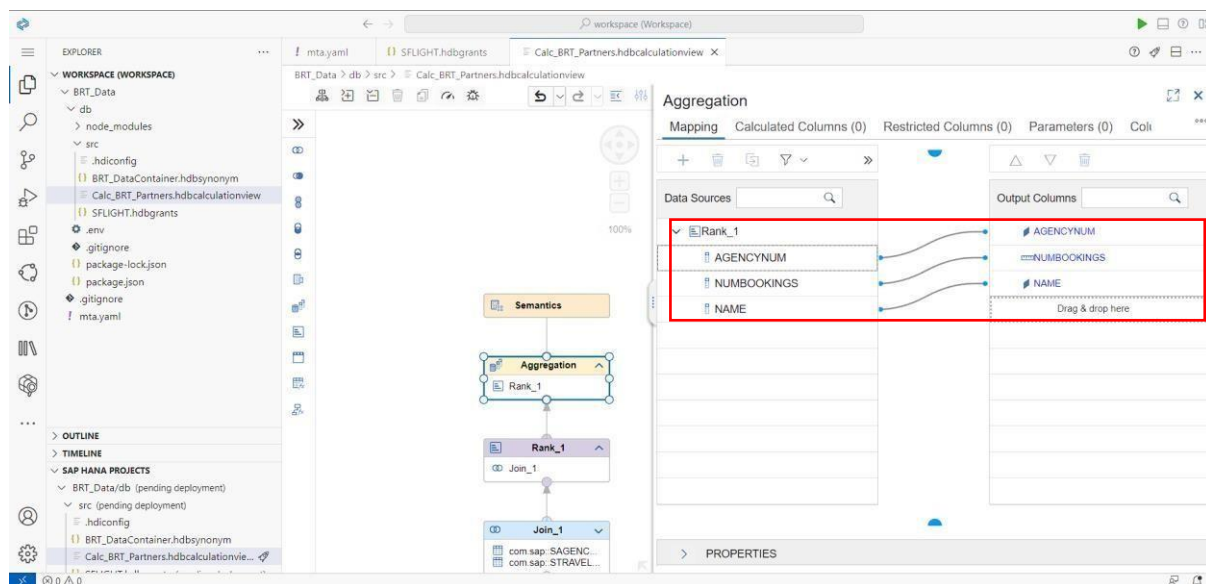 workspace (Workspace)
EXPLORER
...
! mta.yaml
{} SFLIGHT.hdbgrants
Calc_BRT_Partners.hdbcalculationview ×
WORKSPACE (WORKSPACE)
BRT_Data
db
node_modules
src
.hdiconfig
{} BRT_DataContainer.hdbsynonym
Calc_BRT_Partners.hdbcalculationview
{} SFLIGHT.hdbgrants
.env
.gitignore
{} package-lock.json
{} package.json
.gitignore
! mta.yaml
OUTLINE
TIMELINE
SAP HANA PROJECTS
BRT_Data/db (pending deployment)
src (pending deployment)
.hdiconfig
{} BRT_DataContainer.hdbsynonym
Calc_BRT_Partners.hdbcalculationvie...
0 0
BRT_Data > db > src > Calc_BRT_Partners.hdbcalculationview
100%
Semantics
Aggregation
Rank_1
Rank_1
Join_1
Join_1
com.sap::SAGENC...
com.sap::STRAVEL...
Aggregation
Mapping Calculated Columns (0) Restricted Columns (0) Parameters (0)
Data Sources
Output Columns
Rank_1
AGENCYNUM
NUMBOOKINGS
NAME
AGENCYNUM
NUMBOOKINGS
NAME
Drag & drop here
PROPERTIES